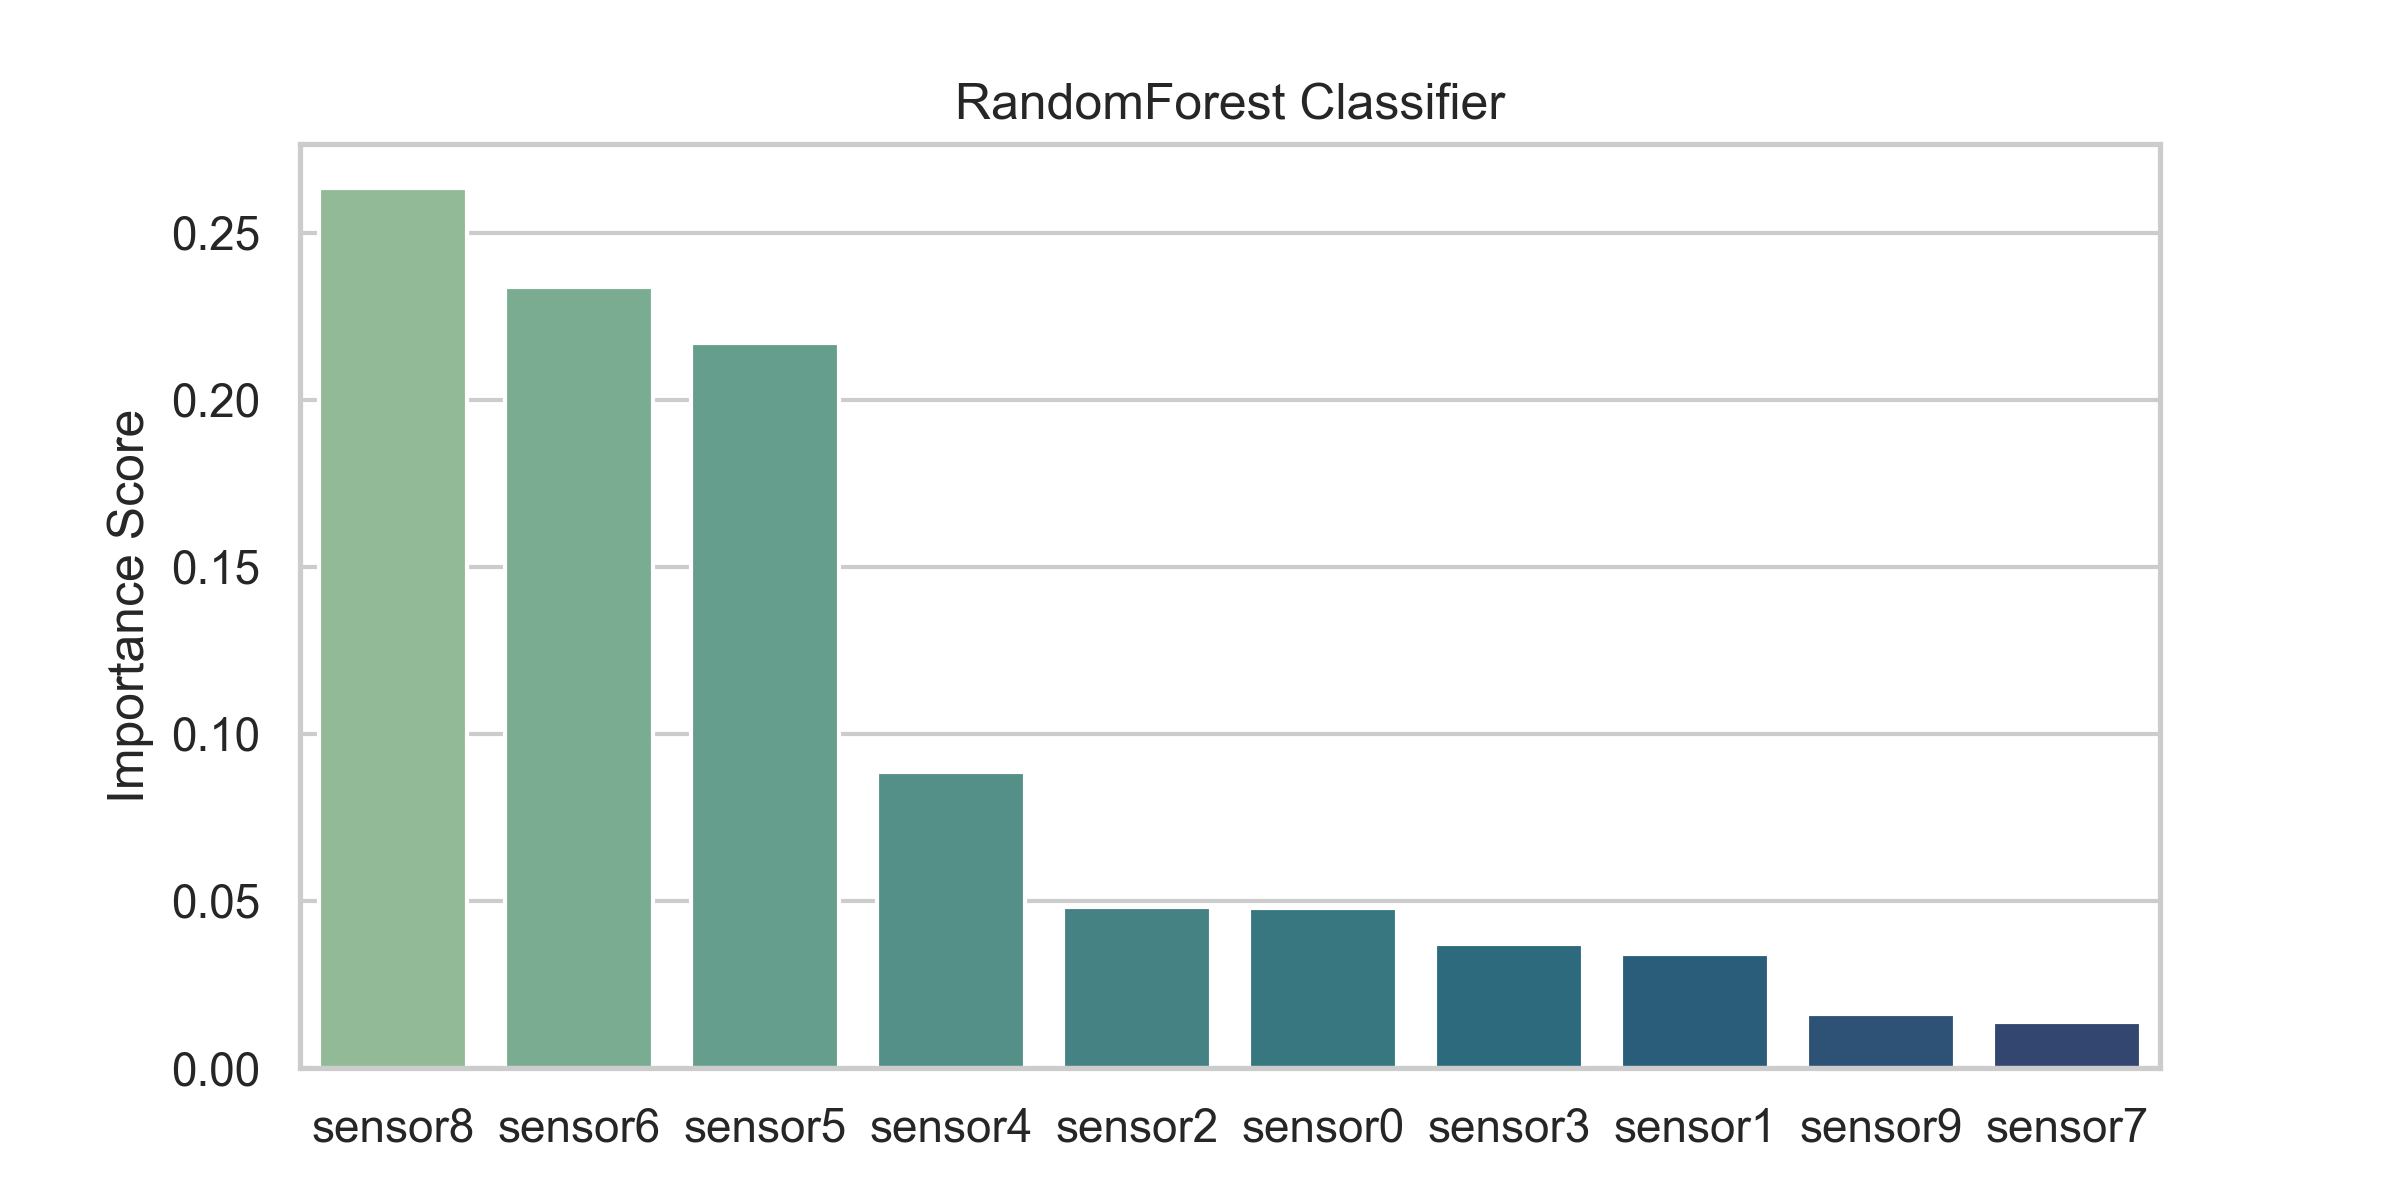 RandomForest Classifier
Importance Score
0.25
0.20
0.15
0.10
0.05
0.00
sensor8 sensor6 sensor5 sensor4 sensor2 sensor0 sensor3 sensor1 sensor9 sensor7